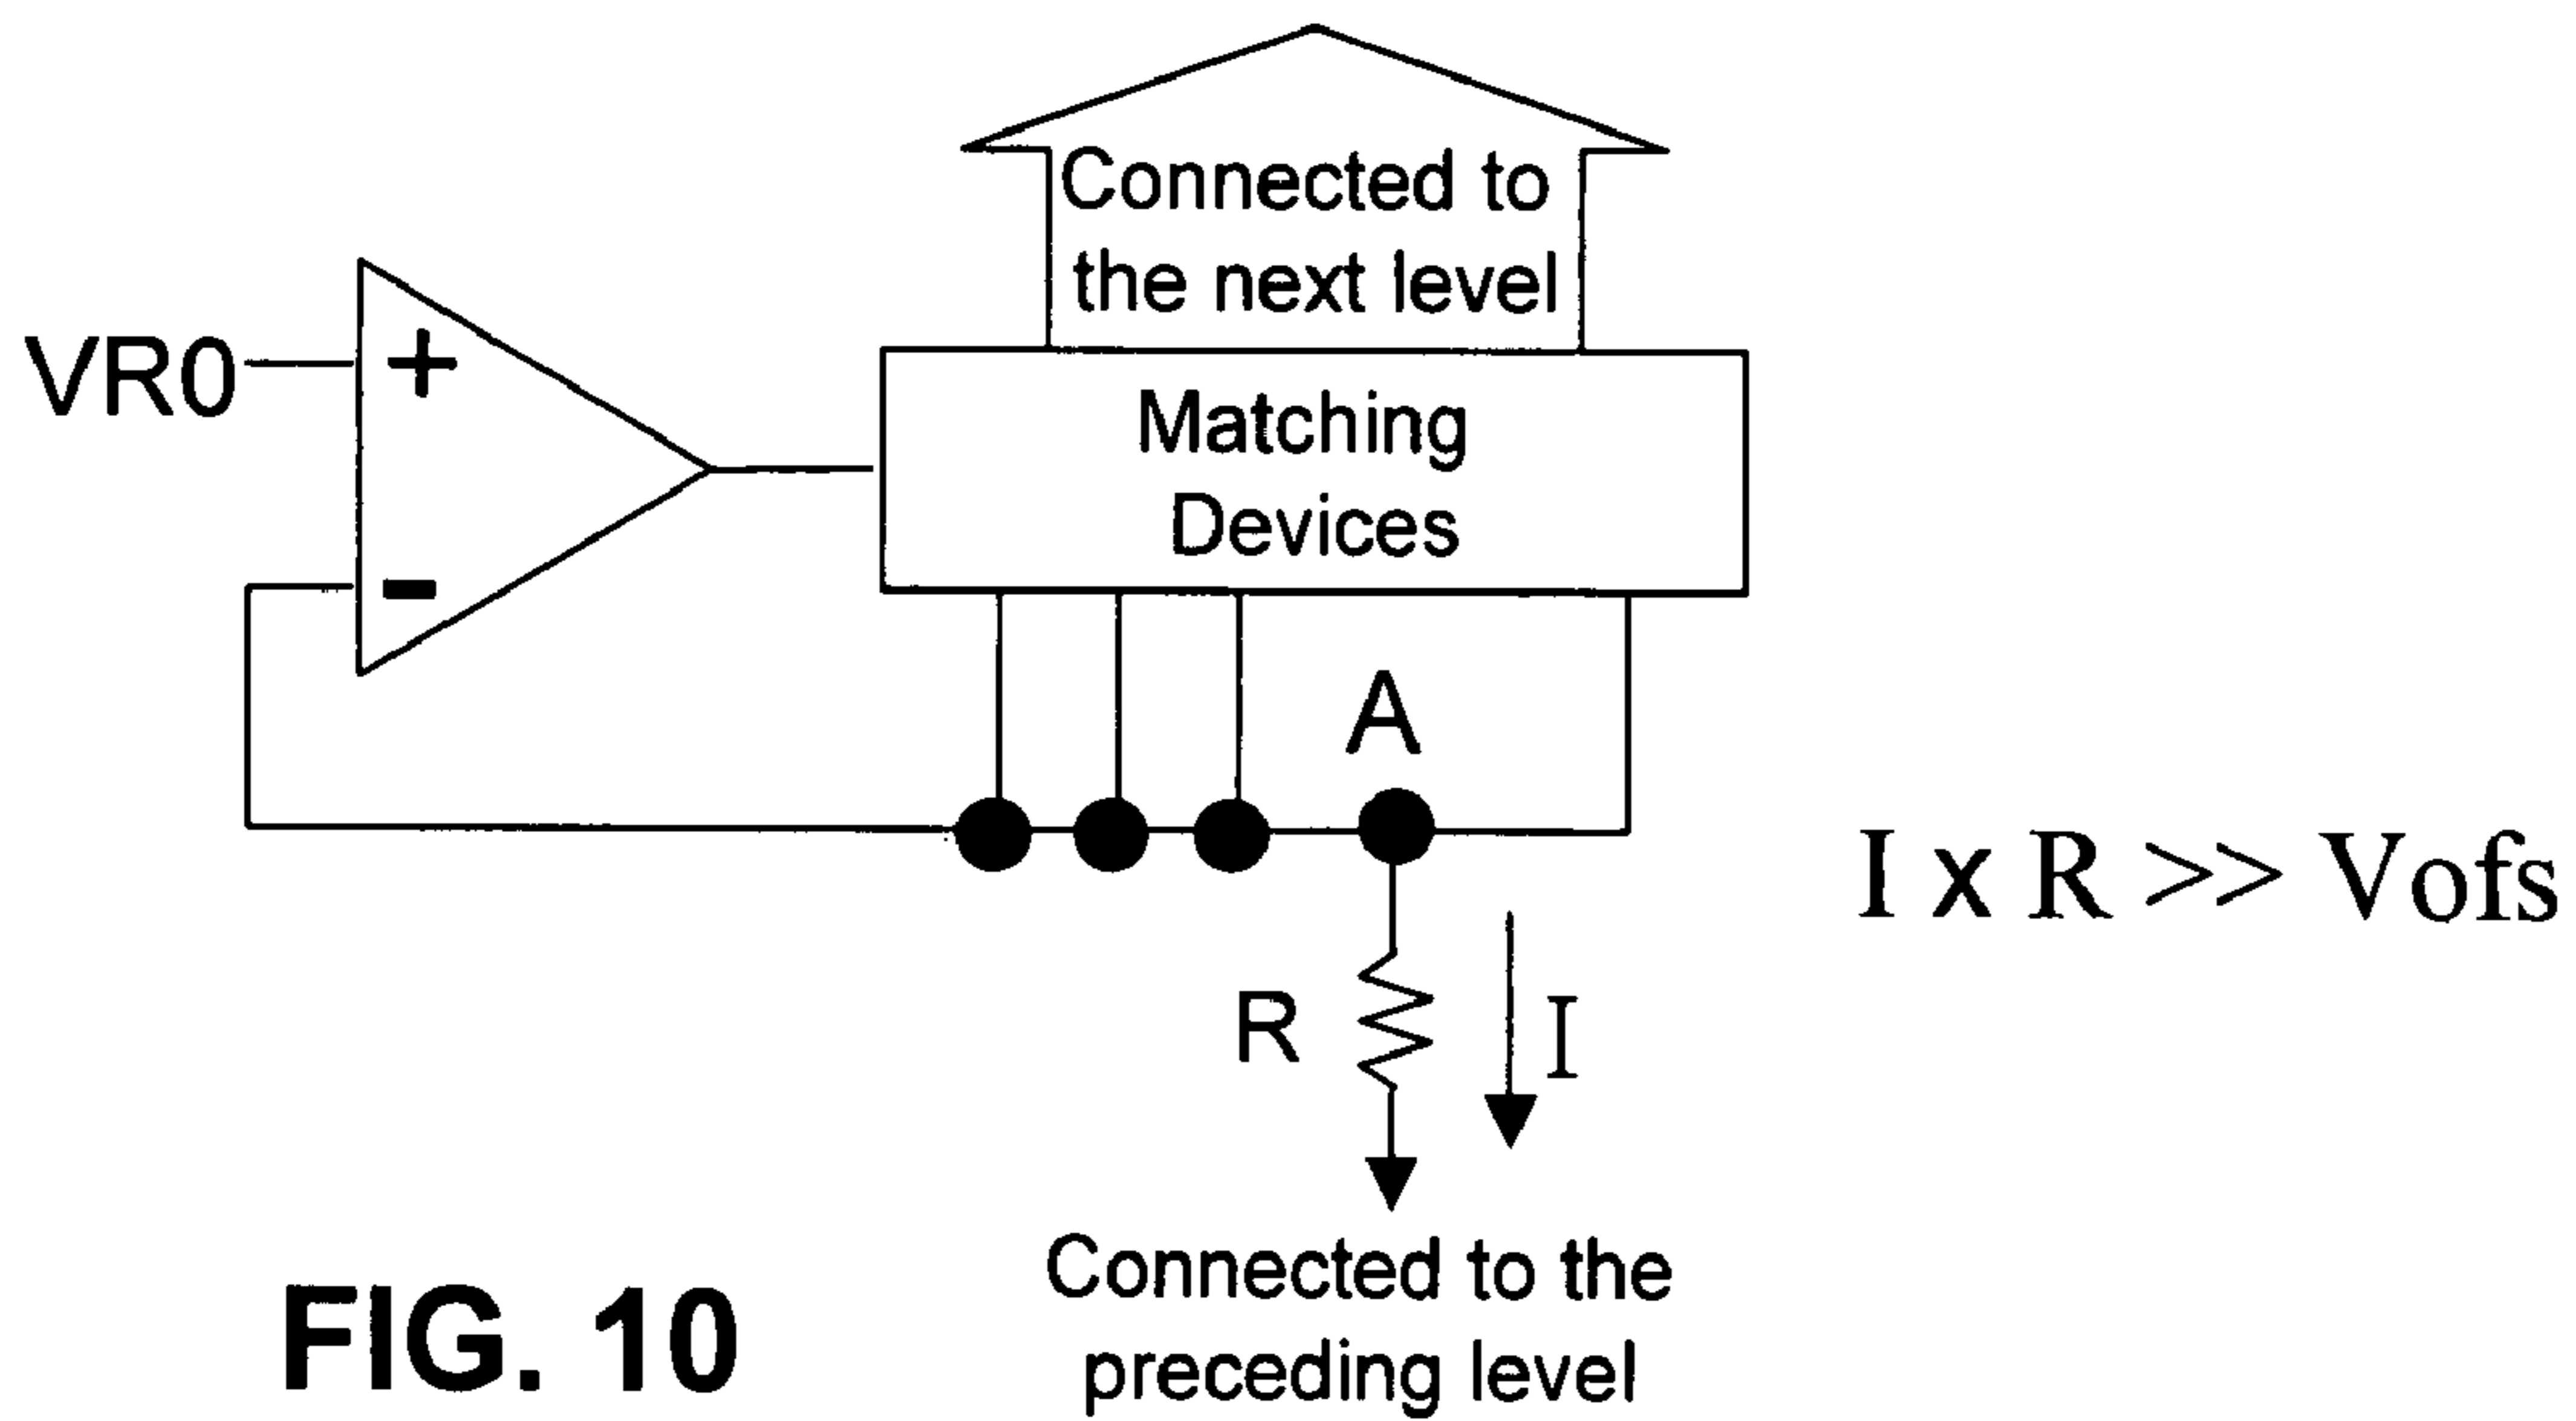 Connected to
the next level
VR0
+
-
Matching
Devices
A
I x R >> Vofs
R
I
Connected to the
preceding level
FIG. 10